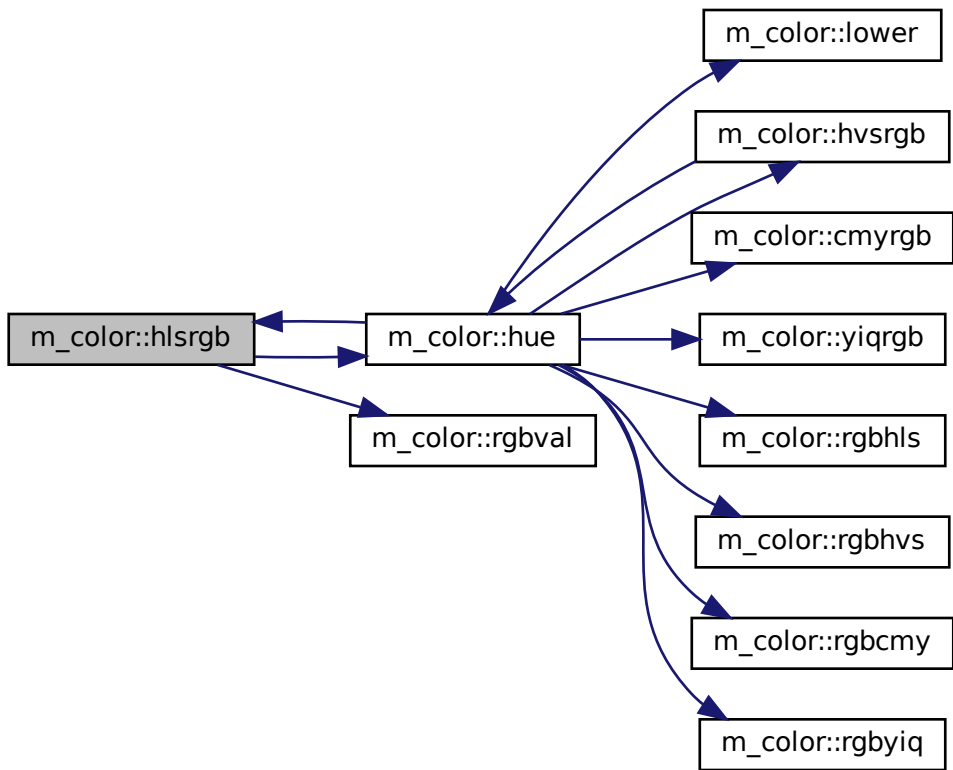 m_color::lower
m_color::hvsrgb
m_color::cmyrgb
m_color::hlsrgb
m_color::hue
m_color::yiqrgb
m_color::rgbval
m_color::rgbhls
m_color::rgbhvs
m_color::rgbcmy
m_color::rgbyiq